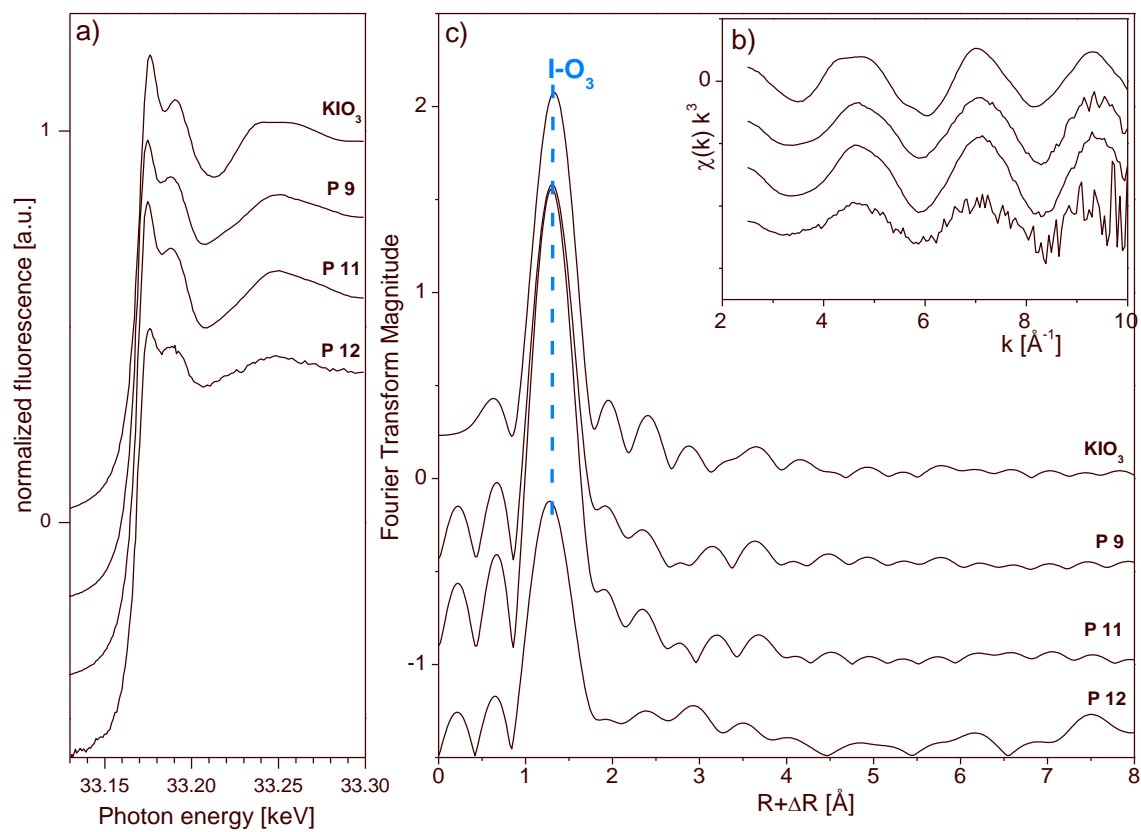 a)
KIO₃
P 9
P 11
P 12
1
0
normalized fluorescence [a.u.]
33.15 33.20 33.25 33.30
Photon energy [keV]
c)
I-O₃
2
1
0
-1
Fourier Transform Magnitude
KIO₃
P 9
P 11
P 12
0 1 2 3 4 5 6 7 8
R+ΔR [Å]
b)
0
χ(k) k³
2 4 6 8 10
k [Å⁻¹]